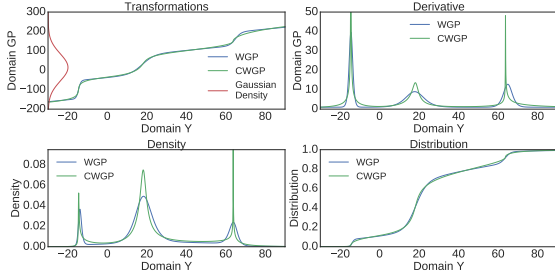 Transformations
Domain GP
300
200
100
0
−100
−200
WGP
CWGP
Gaussian
Density
−20 0 20 40 60 80
Domain Y
Derivative
Domain GP
50
40
30
20
10
0
WGP
CWGP
−20 0 20 40 60 80
Domain Y
Density
Density
0.08
0.06
0.04
0.02
0.00
WGP
CWGP
−20 0 20 40 60 80
Domain Y
Distribution
Distribution
1.0
0.8
0.6
0.4
0.2
0.0
WGP
CWGP
−20 0 20 40 60 80
Domain Y